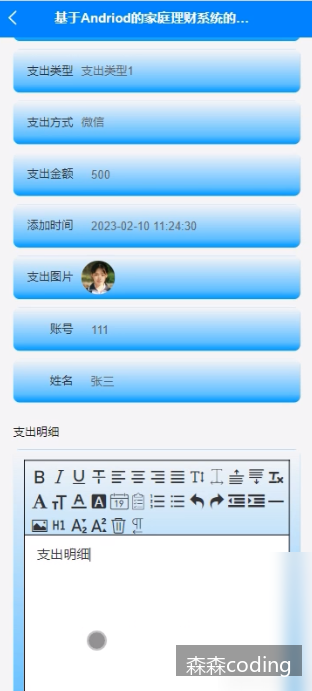 基于Andriod的家庭理财系统的...
支出类型 支出类型1
支出方式 微信
支出金额 500
添加时间 2023-02-10 11:24:30
支出图片
账号 111
姓名 张三
支出明细
支出明细
森森coding